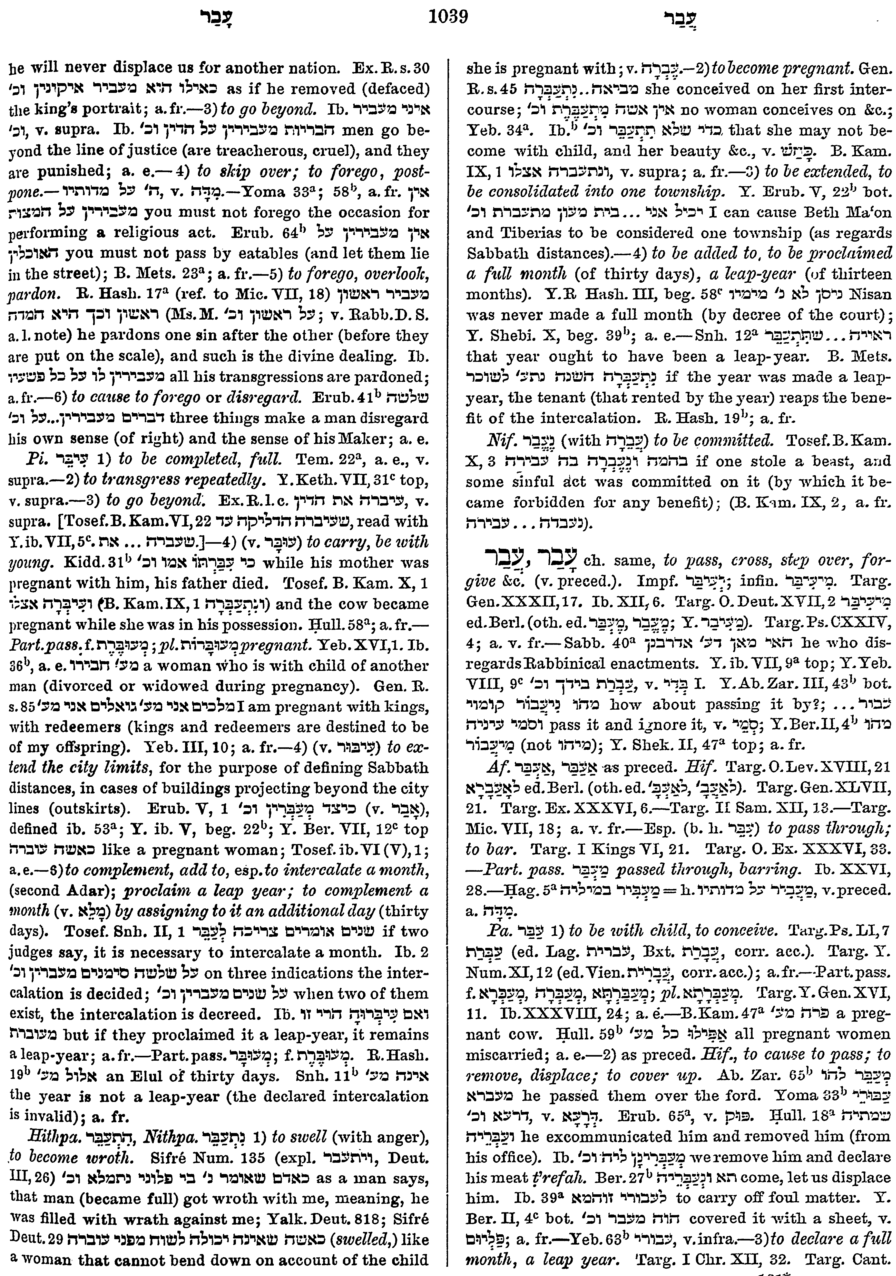 עָבַר 1039 עֲבַר
he will never displace us for another nation. Ex. R. s. 30
כאילו הוא מעביר איקונין וכ' as if he removed (defaced)
the king's portrait; a. fr.—3) to go beyond. Ib. איני מעביר
וכ', v. supra. Ib. הבריות מעבירין על הדין וכ' men go be-
yond the line of justice (are treacherous, cruel), and they
are punished; a. e.—4) to skip over; to forego, post-
pone.—ה' על מדותיו, v. מִדָּה.—Yoma 33ᵃ; 58ᵇ, a. fr. אין
מעבירין על המצות you must not forego the occasion for
performing a religious act. Erub. 64ᵇ אין מעבירין על
האוכלין you must not pass by eatables (and let them lie
in the street); B. Mets. 23ᵃ; a. fr.—5) to forego, overlook,
pardon. R. Hash. 17ᵃ (ref. to Mic. VII, 18) מעביר ראשון
ראשון וכך היא המדה (Ms. M. על ראשון וכ'; v. Rabb. D. S.
a. l. note) he pardons one sin after the other (before they
are put on the scale), and such is the divine dealing. Ib.
מעבירין לו על כל פשעיו all his transgressions are pardoned;
a. fr.—6) to cause to forego or disregard. Erub. 41ᵇ שלשה
דברים מעבירין...על וכ' three things make a man disregard
his own sense (of right) and the sense of his Maker; a. e.
Pi. עִיבֵּר 1) to be completed, full. Tem. 22ᵃ, a. e., v.
supra.—2) to transgress repeatedly. Y. Keth. VII, 31ᶜ top,
v. supra.—3) to go beyond. Ex. R. l. c. עיברה את הדין, v.
supra. [Tosef. B. Kam. VI, 22 שעיברה הדליקה עד, read with
Y. ib. VII, 5ᶜ. שעברה ... את.]—4) (v. עוּבָּר) to carry, be with
young. Kidd. 31ᵇ כי עִבַּרְתּוֹ אמו וכ' while his mother was
pregnant with him, his father died. Tosef. B. Kam. X, 1
ועִיבְּרָה אצלו (B. Kam. IX, 1 וְנִתְעַבְּרָה) and the cow became
pregnant while she was in his possession. Ḥull. 58ᵃ; a. fr.—
Part. pass. f. מְעוּבֶּרֶת; pl. מְעוּבָּרוֹת pregnant. Yeb. XVI, 1. Ib.
36ᵇ, a. e. מע' חבירו a woman who is with child of another
man (divorced or widowed during pregnancy). Gen. R.
s. 85 מלכים אני מע' גואלים אני מע' I am pregnant with kings,
with redeemers (kings and redeemers are destined to be
of my offspring). Yeb. III, 10; a. fr.—4) (v. עִיבּוּר) to ex-
tend the city limits, for the purpose of defining Sabbath
distances, in cases of buildings projecting beyond the city
lines (outskirts). Erub. V, 1 כיצד מְעַבְּרִין וכ' (v. אָבַר),
defined ib. 53ᵃ; Y. ib. V, beg. 22ᵇ; Y. Ber. VII, 12ᶜ top
כאשה עוברה like a pregnant woman; Tosef. ib. VI (V), 1;
a. e.—6) to complement, add to, esp. to intercalate a month,
(second Adar); proclaim a leap year; to complement a
month (v. מָלֵא) by assigning to it an additional day (thirty
days). Tosef. Snh. II, 1 שנים אומרים צריכה לְעַבֵּר if two
judges say, it is necessary to intercalate a month. Ib. 2
על שלשה סימנים מעברין וכ' on three indications the inter-
calation is decided; על שנים מעברין וכ' when two of them
exist, the intercalation is decreed. Ib. ואם עִיבְּרוּהָ הרי זו
מעוברת but if they proclaimed it a leap-year, it remains
a leap-year; a. fr.—Part. pass. מְעוּבָּר; f. מְעוּבֶּרֶת. R. Hash.
19ᵇ אלול מע' an Elul of thirty days. Snh. 11ᵇ אינה מע'
the year is not a leap-year (the declared intercalation
is invalid); a. fr.
Hithpa. הִתְעַבֵּר, Nithpa. נִתְעַבֵּר 1) to swell (with anger),
to become wroth. Sifré Num. 135 (expl. ויתעבר, Deut.
III, 26) כאדם שאומר נ' בי פלוני נתמלא וכ' as a man says,
that man (became full) got wroth with me, meaning, he
was filled with wrath against me; Yalk. Deut. 818; Sifré
Deut. 29 כאשה שאינה יכולה לשוח מפני עוברה (swelled,) like
a woman that cannot bend down on account of the child
she is pregnant with; v. עֶבְרָה.—2) to become pregnant. Gen.
R. s. 45 מביאה..נִתְעַבְּרָה she conceived on her first inter-
course; אין אשה מִתְעַבֶּרֶת וכ' no woman conceives on &c.;
Yeb. 34ᵃ. Ib.ᵇ כדי שלא תִתְעַבֵּר וכ' that she may not be-
come with child, and her beauty &c., v. כָּחַשׁ. B. Kam.
IX, 1 ונתעברה אצלו, v. supra; a. fr.—3) to be extended, to
be consolidated into one township. Y. Erub. V, 22ᵇ bot.
יכיל אני ... בית מעון מתעברת וכ' I can cause Beth Ma'on
and Tiberias to be considered one township (as regards
Sabbath distances).—4) to be added to, to be proclaimed
a full month (of thirty days), a leap-year (of thirteen
months). Y. R Hash. III, beg. 58ᶜ ניסן לא נ' מימיו Nisan
was never made a full month (by decree of the court);
Y. Shebi. X, beg. 39ᵇ; a. e.—Snh. 12ᵃ ראויה...שתתעבר
that year ought to have been a leap-year. B. Mets.
נִתְעַבְּרָה השנה נתע' לשוכר if the year was made a leap-
year, the tenant (that rented by the year) reaps the bene-
fit of the intercalation. R. Hash. 19ᵇ; a. fr.
Nif. נֶעֱבַר (with עֲבֵרָה) to be committed. Tosef. B. Kam.
X, 3 בהמה ונֶעֶבְרָה בה עבירה if one stole a beast, and
some sinful act was committed on it (by which it be-
came forbidden for any benefit); (B. Kam. IX, 2, a. fr.
נעבדה ... עבירה).
עֲבַר, עָבַר ch. same, to pass, cross, step over, for-
give &c. (v. preced.). Impf. יֶעִיבַּר; infin. מֶיעִיבַּר. Targ.
Gen. XXXII, 17. Ib. XII, 6. Targ. O. Deut. XVII, 2 מֶיעִיבַּר
ed. Berl. (oth. ed. מֶעְבַּר, מֶעֱבַר; Y. מֵיעֲבַר). Targ. Ps. CXXIV,
4; a. v. fr.—Sabb. 40ᵃ האי מאן דע' אדרבנן he who dis-
regards Rabbinical enactments. Y. ib. VII, 9ᵃ top; Y. Yeb.
VIII, 9ᶜ עֲבָרַת בידך וכ', v. בְּדִי I. Y. Ab. Zar. III, 43ᵇ bot.
מהו נִיעֲבוֹר קומוי how about passing it by?; ... עבור
וסמי עיניה pass it and ignore it, v. סְמֵי; Y. Ber. II, 4ᵇ מהו
מִיעֲבוֹר (not מיהו); Y. Shek. II, 47ᵃ top; a. fr.
Af. אַעֲבַר, אַעְבַּר as preced. Hif. Targ. O. Lev. XVIII, 21
לְאַעֲבָרָא ed. Berl. (oth. ed. לְאַעְבָּ', לְאַעֲבָ'). Targ. Gen. XLVII,
21. Targ. Ex. XXXVI, 6.—Targ. II Sam. XII, 13.—Targ.
Mic. VII, 18; a. v. fr.—Esp. (b. h. עִבֵּר) to pass through;
to bar. Targ. I Kings VI, 21. Targ. O. Ex. XXXVI, 33.
—Part. pass. מַעְבַּר passed through, barring. Ib. XXVI,
28.—Ḥag. 5ᵃ מַעֲבִיר במיליה = h. מַעֲבִיר על מדותיו, v. preced.
a. מִדָּה.
Pa. עַבַּר 1) to be with child, to conceive. Targ. Ps. LI, 7
עַבְּרַת (ed. Lag. עברית, Bxt. עֲבָרַת, corr. acc.). Targ. Y.
Num. XI, 12 (ed. Vien. עֲבָרִית, corr. acc.); a. fr.—Part. pass.
f. מְעַבְּרָא, מְעַבְּרָה, מְעַבַּרְתָּא; pl. מְעַבְּרָתָא. Targ. Y. Gen. XVI,
11. Ib. XXXVIII, 24; a. e.—B. Kam. 47ᵃ פרה מע' a preg-
nant cow. Ḥull. 59ᵇ אַפִּילוּ כל מע' all pregnant women
miscarried; a. e.—2) as preced. Hif., to cause to pass; to
remove, displace; to cover up. Ab. Zar. 65ᵇ מְעַבַּר להו
מעברא he passed them over the ford. Yoma 33ᵇ עַבּוּרֵי
דרעא וכ', v. דְּרָעָא. Erub. 65ᵃ, v. פּוּק. Ḥull. 18ᵃ שמתיה
ועַבְּרֵיהּ he excommunicated him and removed him (from
his office). Ib. מְעַבְּרִינָן ליה וכ' we remove him and declare
his meat t'refah. Ber. 27ᵇ תא ונְעַבְּרֵיהּ come, let us displace
him. Ib. 39ᵃ לעבורי זוהמא to carry off foul matter. Y.
Ber. II, 4ᶜ bot. הוה מעבר וכ' covered it with a sheet, v.
; a. fr.—Yeb. 63ᵇ עבורי, v. infra.—3) to declare a full
month, a leap year. Targ. I Chr. XII, 32. Targ. Cant.